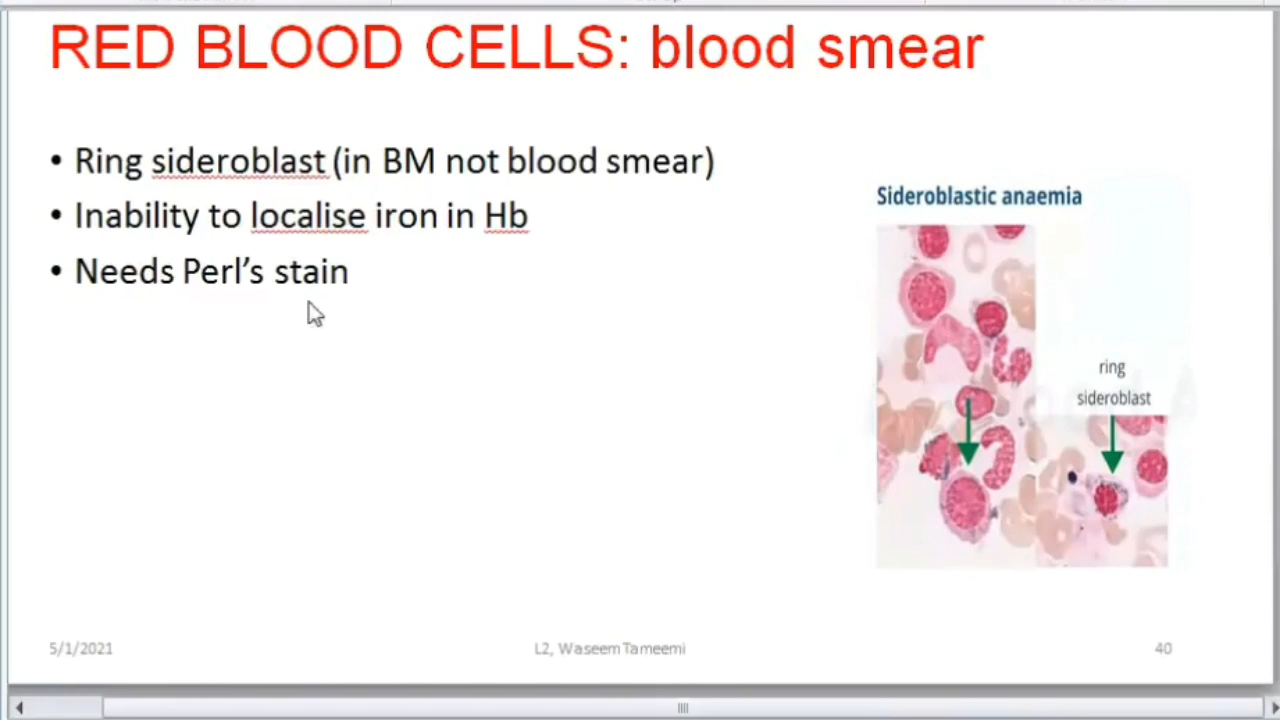 RED BLOOD CELLS: blood smear
• Ring sideroblast (in BM not blood smear)
• Inability to localise iron in Hb
• Needs Perl's stain
Sideroblastic anaemia
ring
sideroblast
5/1/2021
L2, Waseem Tameemi
40